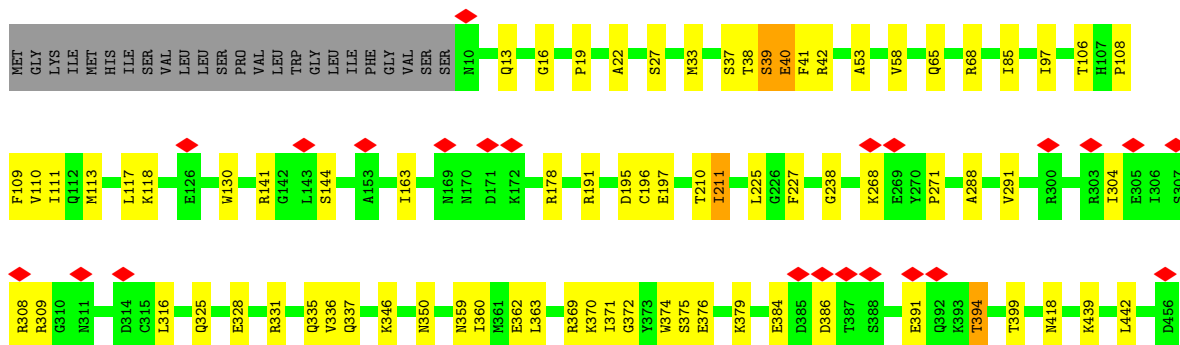 MET GLY LYS ILE MET HIS ILE SER VAL LEU LEU SER PRO VAL LEU TRP GLY LEU ILE PHE GLY VAL SER SER N10 Q13 G16 P19 A22 S27 M33 S37 T38 S39 E40 F41 R42 A53 V58 Q65 R68 I85 I97 T106 H107 P108
F109 V110 I111 Q112 M113 L117 K118 E126 W130 R141 G142 L143 S144 A153 I163 N169 N170 D171 K172 R178 R191 D195 C196 E197 T210 I211 L225 G226 F227 G238 K268 E269 Y270 P271 A288 V291 R300 R303 I304 E305 I306 S307
R308 R309 G310 N311 D314 C315 L316 Q325 E328 R331 Q335 V336 Q337 K346 N350 N359 I360 M361 E362 L363 R369 K370 I371 G372 Y373 W374 S375 E376 K379 E384 D385 D386 T387 S388 E391 Q392 K393 T394 T399 N418 K439 L442 D456